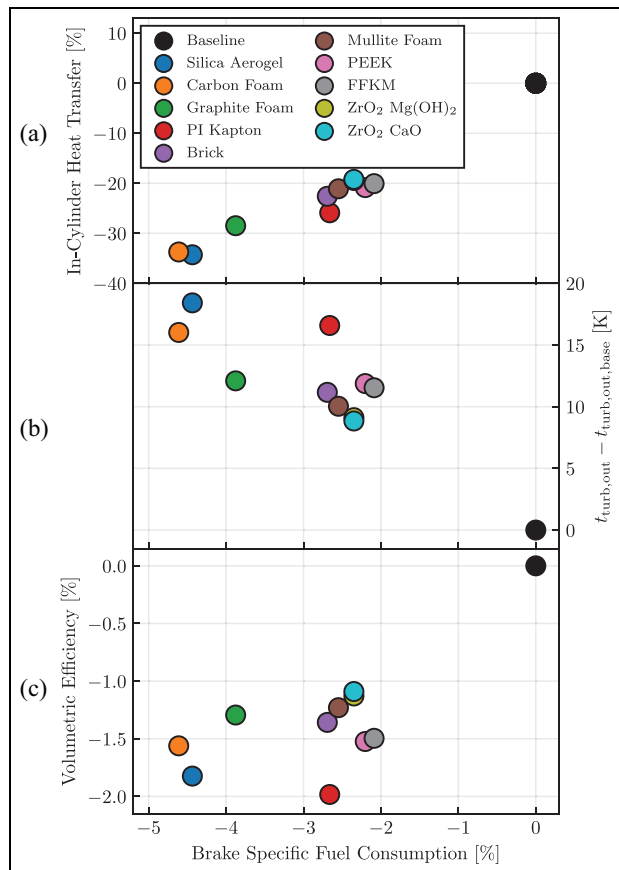 (a)
In-Cylinder Heat Transfer [%]
10
0
−10
−20
−30
−40
Baseline
Silica Aerogel
Carbon Foam
Graphite Foam
PI Kapton
Brick
Mullite Foam
PEEK
FFKM
ZrO₂ Mg(OH)₂
ZrO₂ CaO
(b)
20
15
10
5
0
t_turb,out − t_turb,out,base [K]
(c)
Volumetric Efficiency [%]
0.0
−0.5
−1.0
−1.5
−2.0
−5 −4 −3 −2 −1 0
Brake Specific Fuel Consumption [%]